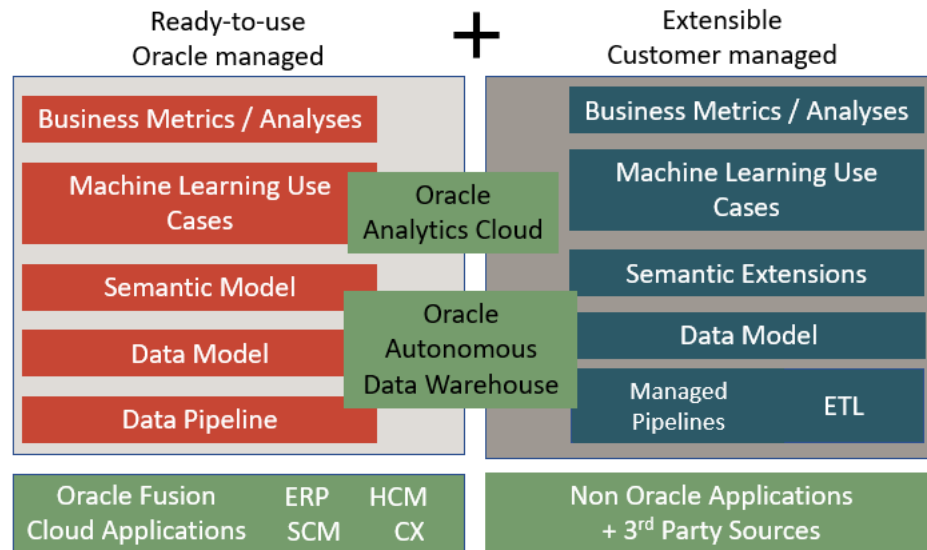 Ready-to-use
Oracle managed
+
Extensible
Customer managed
Business Metrics / Analyses
Machine Learning Use
Cases
Semantic Model
Data Model
Data Pipeline
Oracle
Analytics Cloud
Oracle
Autonomous
Data Warehouse
Business Metrics / Analyses
Machine Learning Use
Cases
Semantic Extensions
Data Model
Managed
Pipelines
ETL
Oracle Fusion
Cloud Applications
ERP HCM
SCM CX
Non Oracle Applications
+ 3rd Party Sources